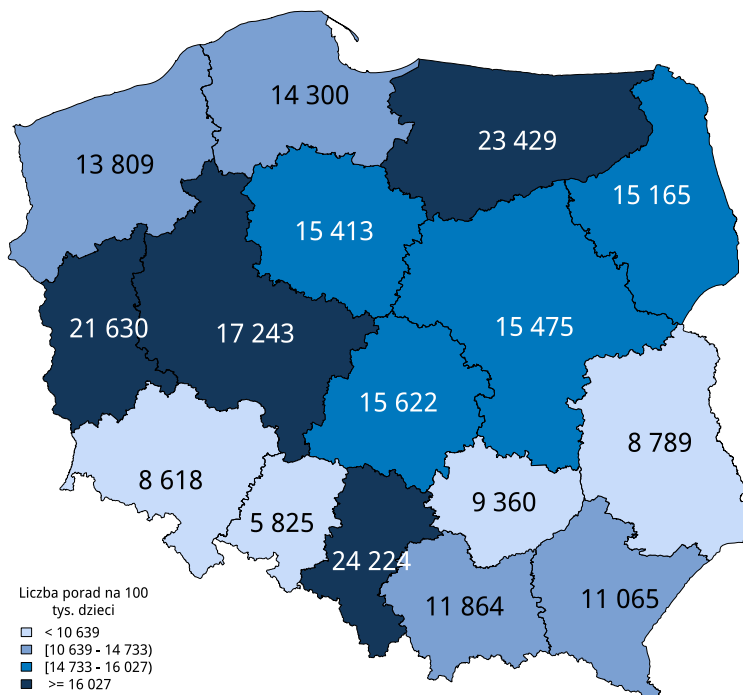 14 300
23 429
13 809
15 165
15 413
21 630
17 243
15 475
15 622
8 789
8 618
9 360
5 825
24 224
11 864
11 065
Liczba porad na 100
tys. dzieci
< 10 639
[10 639 - 14 733)
[14 733 - 16 027)
>= 16 027